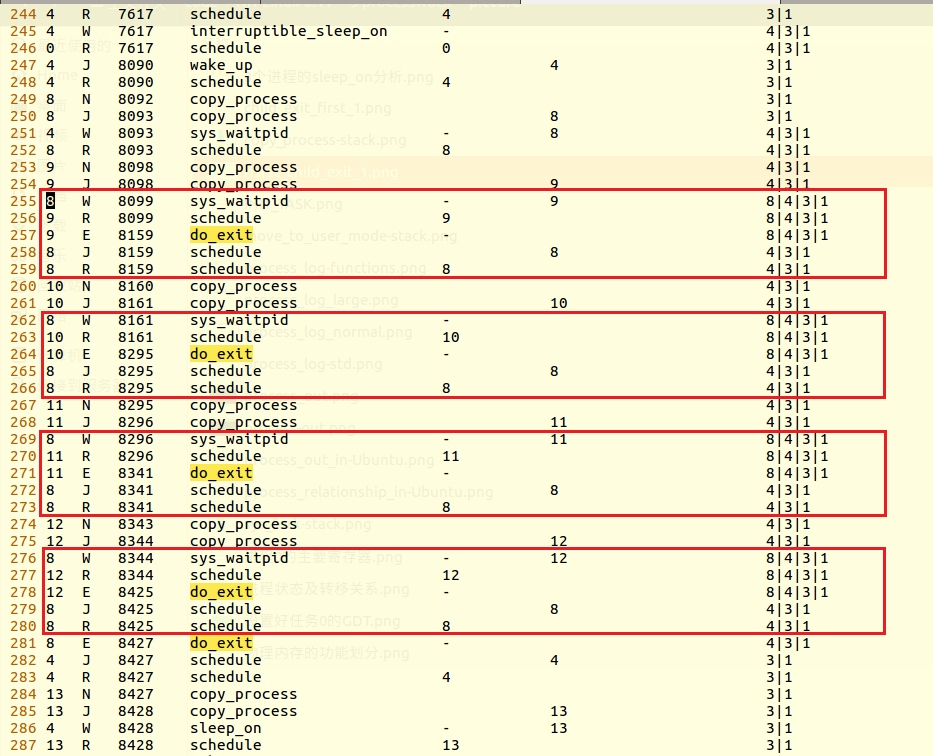 244 4 R 7617 schedule 4 3|1
245 4 W 7617 interruptible_sleep_on - 4|3|1
246 0 R 7617 schedule 0 4|3|1
247 4 J 8090 wake_up 4 3|1
248 4 R 8090 schedule 4 3|1
249 8 N 8092 copy_process 3|1
250 8 J 8093 copy_process 8 3|1
251 4 W 8093 sys_waitpid - 8 4|3|1
252 8 R 8093 schedule 8 4|3|1
253 9 N 8098 copy_process 4|3|1
254 9 J 8098 copy_process 9 4|3|1
255 8 W 8099 sys_waitpid - 9 8|4|3|1
256 9 R 8099 schedule 9 8|4|3|1
257 9 E 8159 do_exit - 8|4|3|1
258 8 J 8159 schedule 8 4|3|1
259 8 R 8159 schedule 8 4|3|1
260 10 N 8160 copy_process 4|3|1
261 10 J 8161 copy_process 10 4|3|1
262 8 W 8161 sys_waitpid - 8|4|3|1
263 10 R 8161 schedule 10 8|4|3|1
264 10 E 8295 do_exit - 8|4|3|1
265 8 J 8295 schedule 8 4|3|1
266 8 R 8295 schedule 8 4|3|1
267 11 N 8295 copy_process 4|3|1
268 11 J 8296 copy_process 11 4|3|1
269 8 W 8296 sys_waitpid - 11 8|4|3|1
270 11 R 8296 schedule 11 8|4|3|1
271 11 E 8341 do_exit - 8|4|3|1
272 8 J 8341 schedule 8 4|3|1
273 8 R 8341 schedule 8 4|3|1
274 12 N 8343 copy_process 4|3|1
275 12 J 8344 copy_process 12 4|3|1
276 8 W 8344 sys_waitpid - 12 8|4|3|1
277 12 R 8344 schedule 12 8|4|3|1
278 12 E 8425 do_exit - 8|4|3|1
279 8 J 8425 schedule 8 4|3|1
280 8 R 8425 schedule 8 4|3|1
281 8 E 8427 do_exit - 4|3|1
282 4 J 8427 schedule 4 3|1
283 4 R 8427 schedule 4 3|1
284 13 N 8427 copy_process 3|1
285 13 J 8428 copy_process 13 3|1
286 4 W 8428 sleep_on - 13 4|3|1
287 13 R 8428 schedule 13 4|3|1